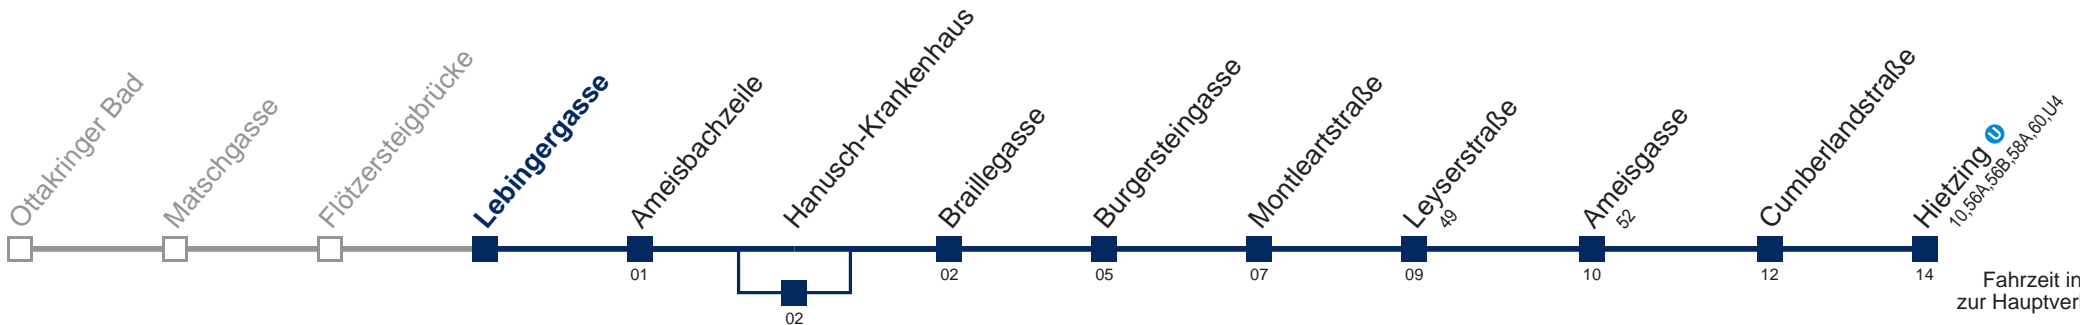 Ottakringer Bad
Matschgasse
Flötzersteigbrücke
Lebingergasse
Ameisbachzeile
Hanusch-Krankenhaus
Braillegasse
Burgersteingasse
Montleartstraße
Leyserstraße
49
Ameisgasse
52
Cumberlandstraße
Hietzing U
10,56A,56B,58A,60,U4
01
02
02
05
07
09
10
12
14
Fahrzeit in
zur Hauptver